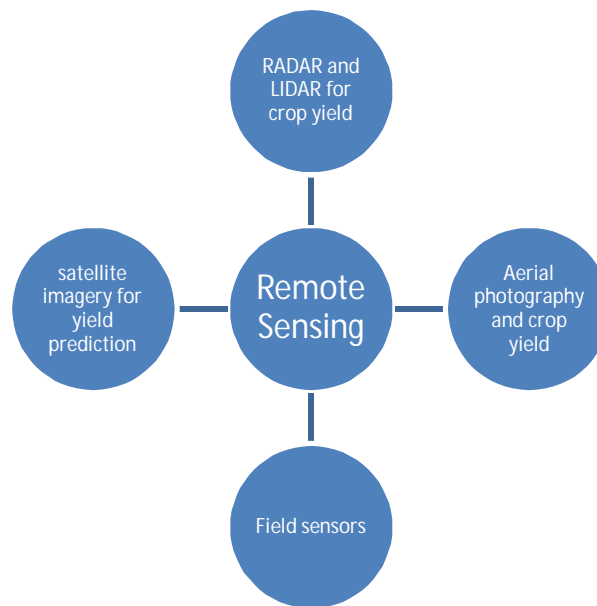 RADAR and
LIDAR for
crop yield
satellite
imagery for
yield
prediction
Remote
Sensing
Aerial
photography
and crop
yield
Field sensors